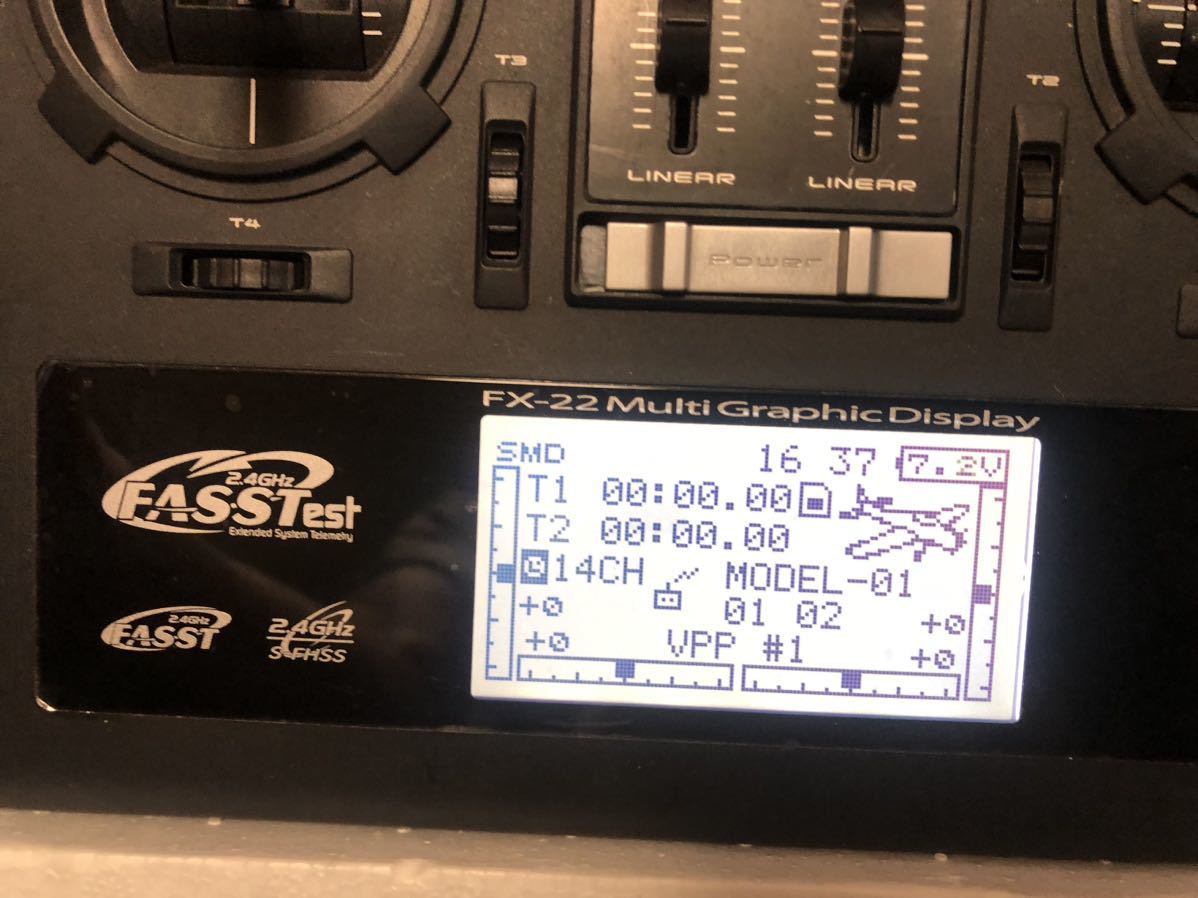 T3
T2
LINEAR
LINEAR
T4
Power
FX-22 Multi Graphic Display
2.4GHz
FASSTest
Extended System Telemetry
2.4GHz
FASST
2.4GHz
S-FHSS
SMD 16 37 7.2V
T1 00:00.00
T2 00:00.00
14CH MODEL-01
+0 01 02 +0
+0 VPP #1 +0